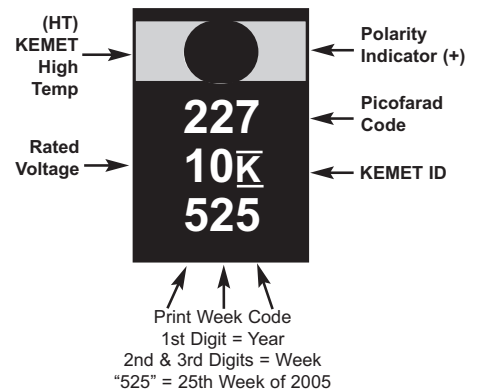 (HT)
KEMET
High
Temp
Polarity
Indicator (+)
227
Picofarad
Code
Rated
Voltage
10K
KEMET ID
525
Print Week Code
1st Digit = Year
2nd & 3rd Digits = Week
“525” = 25th Week of 2005